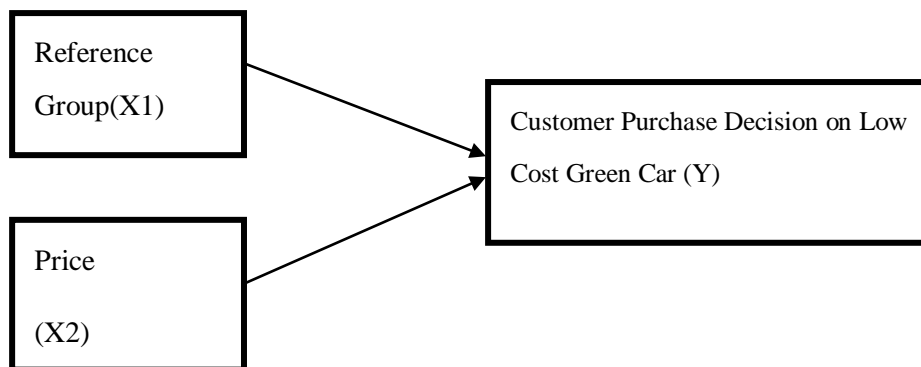 Reference
Group(X1)
Customer Purchase Decision on Low
Cost Green Car (Y)
Price
(X2)